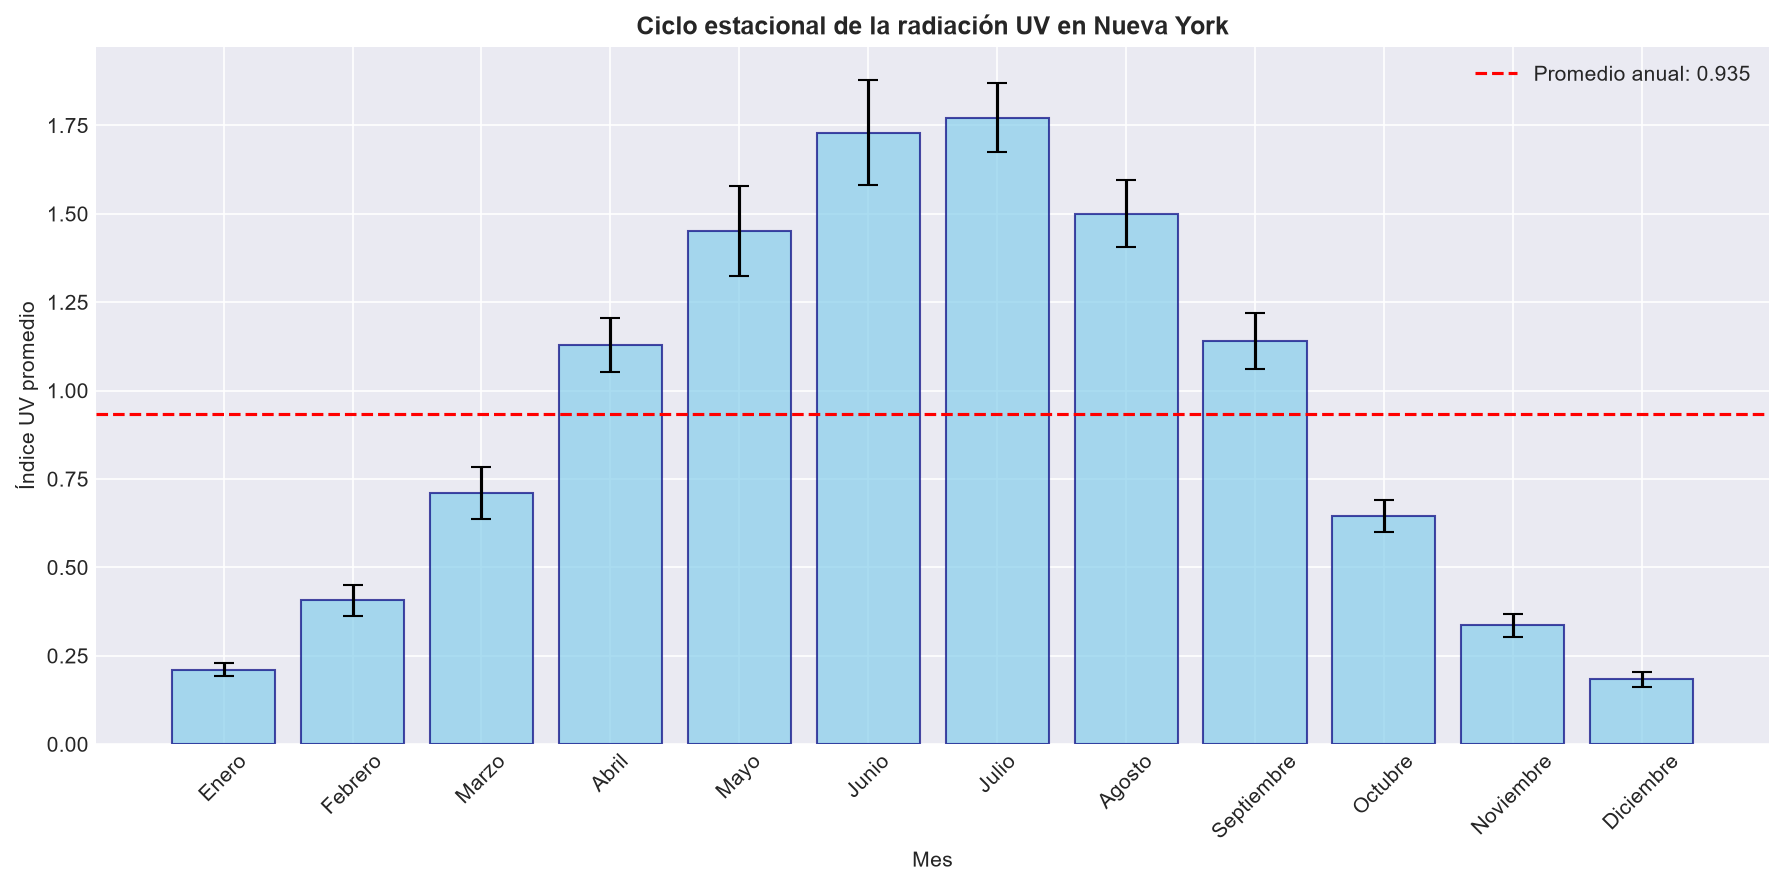 Ciclo estacional de la radiación UV en Nueva York
Promedio anual: 0.935
Índice UV promedio
1.75
1.50
1.25
1.00
0.75
0.50
0.25
0.00
Enero
Febrero
Marzo
Abril
Mayo
Junio
Julio
Agosto
Septiembre
Octubre
Noviembre
Diciembre
Mes